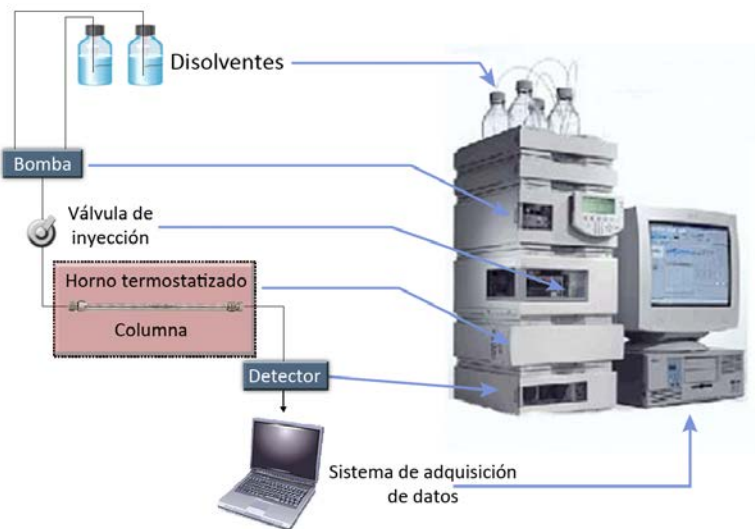 Disolventes
Bomba
Válvula de
inyección
Horno termostatizado
Columna
Detector
Sistema de adquisición
de datos